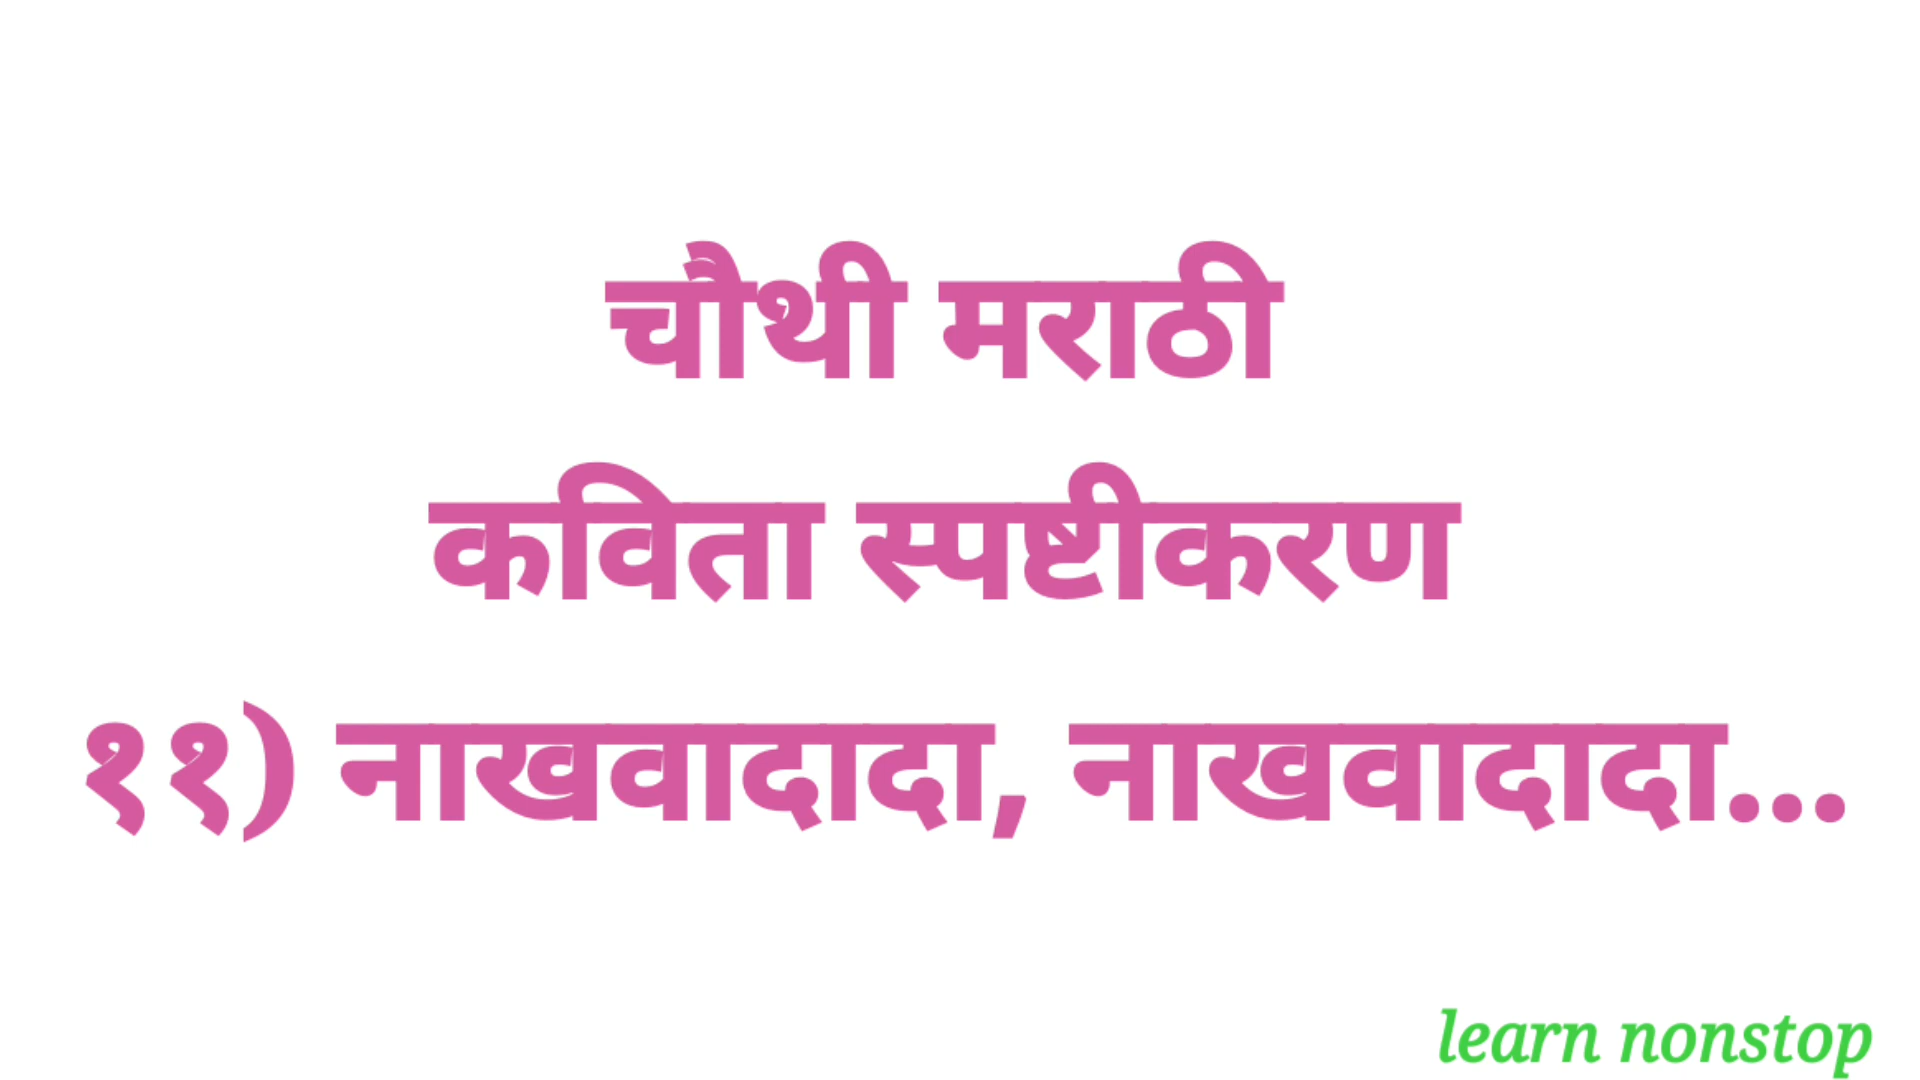 चौथी मराठी
कविता स्पष्टीकरण
११) नाखवादादा, नाखवादादा...
learn nonstop